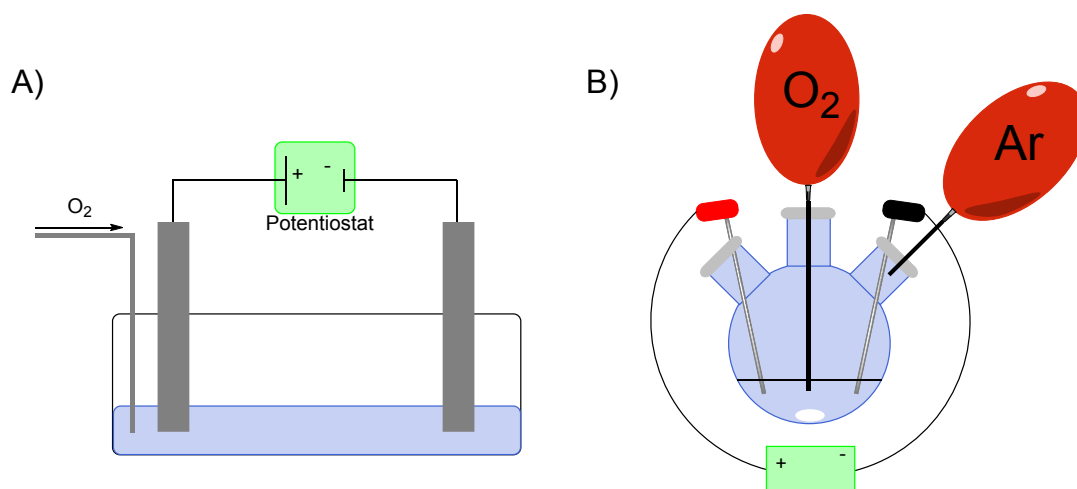 A)
O2
+ -
Potentiostat
B)
O2
Ar
+ -